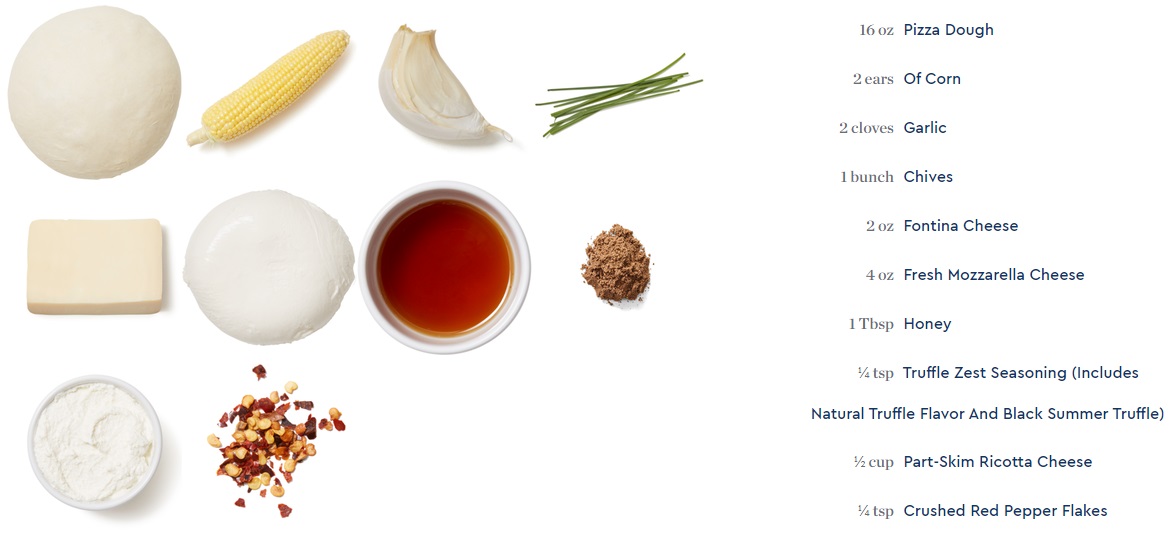 16 oz Pizza Dough
2 ears Of Corn
2 cloves Garlic
1 bunch Chives
2 oz Fontina Cheese
4 oz Fresh Mozzarella Cheese
1 Tbsp Honey
¼ tsp Truffle Zest Seasoning (Includes
Natural Truffle Flavor And Black Summer Truffle)
½ cup Part-Skim Ricotta Cheese
¼ tsp Crushed Red Pepper Flakes